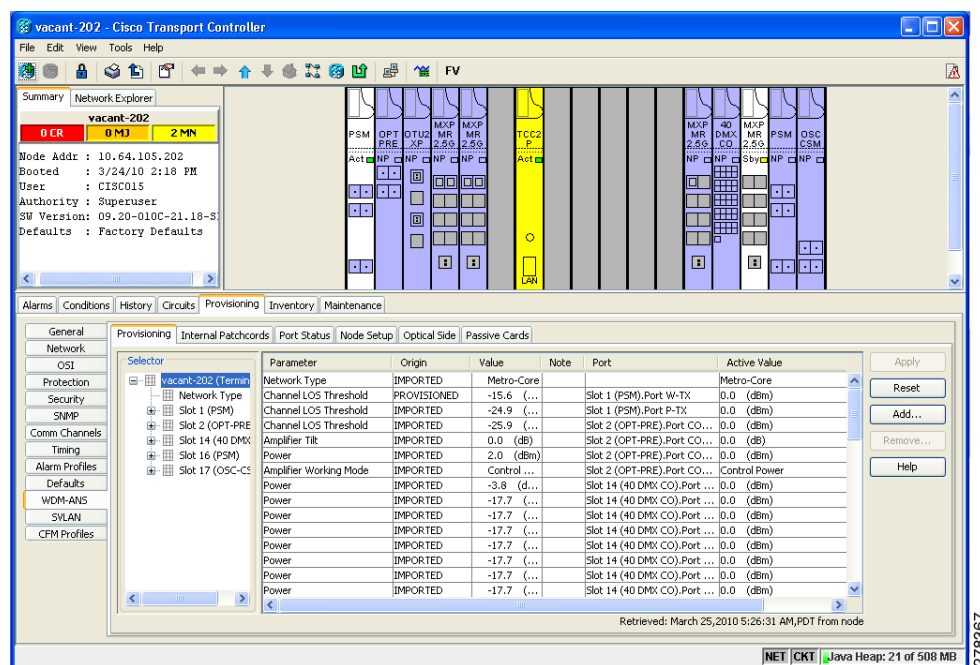 vacant-202 - Cisco Transport Controller
File Edit View Tools Help
FV
Summary Network Explorer
vacant-202
0 CR 0 MJ 2 MN
Node Addr : 10.64.105.202
Booted : 3/24/10 2:18 PM
User : CISCO15
Authority : Superuser
SW Version: 09.20-010C-21.18-S
Defaults : Factory Defaults
PSM OPT PRE OTU2 XP MXP MR 2.5G MXP MR 2.5G TCC2 P MXP MR 2.5G 40 DMX CO MXP MR 2.5G PSM OSC CSM
Act NP NP NP NP Act NP NP Sby NP NP
LAN
Alarms Conditions History Circuits Provisioning Inventory Maintenance
General
Network
OSI
Protection
Security
SNMP
Comm Channels
Timing
Alarm Profiles
Defaults
WDM-ANS
SVLAN
CFM Profiles
Provisioning Internal Patchcords Port Status Node Setup Optical Side Passive Cards
Selector
vacant-202 (Termin
Network Type
Slot 1 (PSM)
Slot 2 (OPT-PRE
Slot 14 (40 DMX
Slot 16 (PSM)
Slot 17 (OSC-CS
Parameter Origin Value Note Port Active Value
Network Type IMPORTED Metro-Core Metro-Core
Channel LOS Threshold PROVISIONED -15.6 (... Slot 1 (PSM).Port W-TX 0.0 (dBm)
Channel LOS Threshold IMPORTED -24.9 (... Slot 1 (PSM).Port P-TX 0.0 (dBm)
Channel LOS Threshold IMPORTED -25.9 (... Slot 2 (OPT-PRE).Port CO... 0.0 (dBm)
Amplifier Tilt IMPORTED 0.0 (dB) Slot 2 (OPT-PRE).Port CO... 0.0 (dB)
Power IMPORTED 2.0 (dBm) Slot 2 (OPT-PRE).Port CO... 0.0 (dBm)
Amplifier Working Mode IMPORTED Control ... Slot 2 (OPT-PRE).Port CO... Control Power
Power IMPORTED -3.8 (d... Slot 14 (40 DMX CO).Port ... 0.0 (dBm)
Power IMPORTED -17.7 (... Slot 14 (40 DMX CO).Port ... 0.0 (dBm)
Power IMPORTED -17.7 (... Slot 14 (40 DMX CO).Port ... 0.0 (dBm)
Power IMPORTED -17.7 (... Slot 14 (40 DMX CO).Port ... 0.0 (dBm)
Power IMPORTED -17.7 (... Slot 14 (40 DMX CO).Port ... 0.0 (dBm)
Power IMPORTED -17.7 (... Slot 14 (40 DMX CO).Port ... 0.0 (dBm)
Power IMPORTED -17.7 (... Slot 14 (40 DMX CO).Port ... 0.0 (dBm)
Power IMPORTED -17.7 (... Slot 14 (40 DMX CO).Port ... 0.0 (dBm)
Apply
Reset
Add...
Remove...
Help
Retrieved: March 25,2010 5:26:31 AM,PDT from node
NET CKT Java Heap: 21 of 508 MB